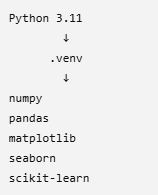 Python 3.11
↓
.venv
↓
numpy
pandas
matplotlib
seaborn
scikit-learn